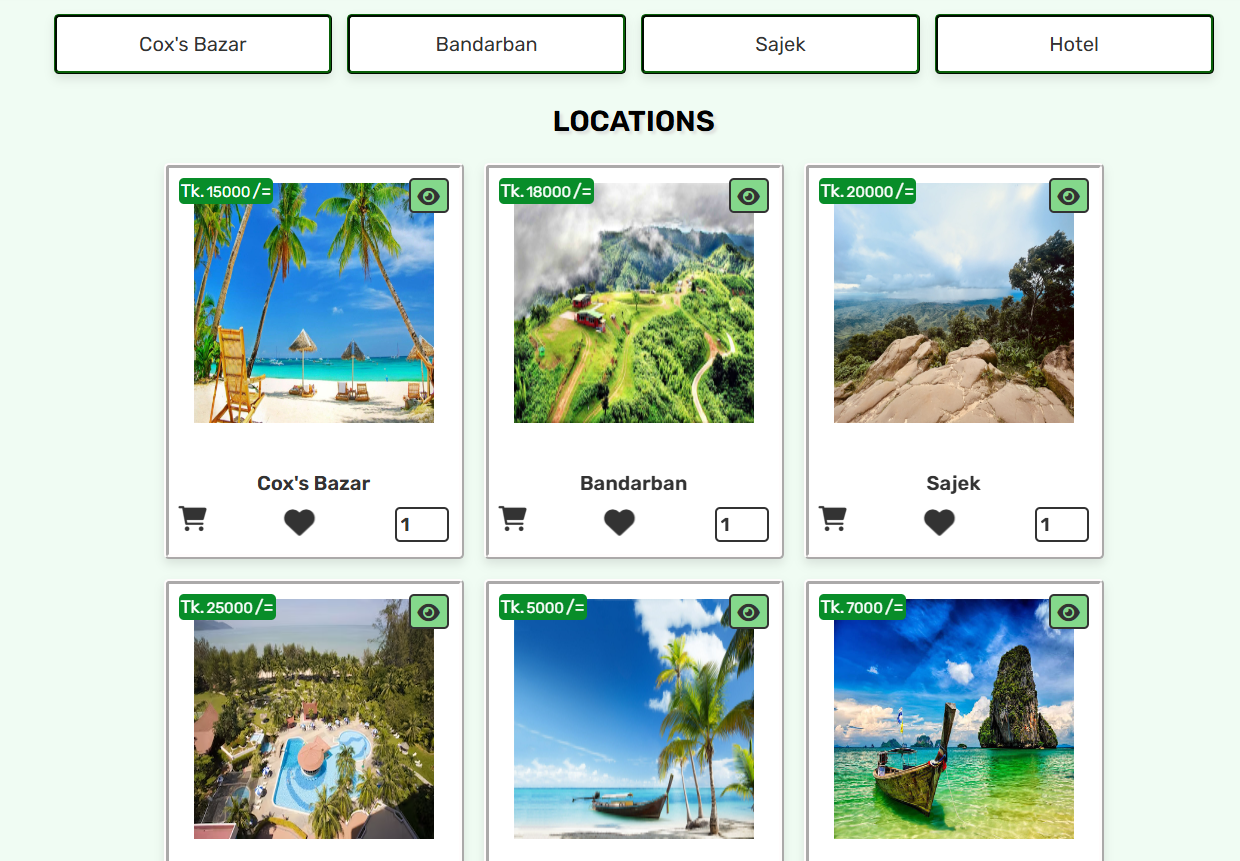 Cox's Bazar Bandarban Sajek Hotel
LOCATIONS
Tk. 15000 /= Tk. 18000 /= Tk. 20000 /=
Cox's Bazar Bandarban Sajek
1 1 1
Tk. 25000 /= Tk. 5000 /= Tk. 7000 /=